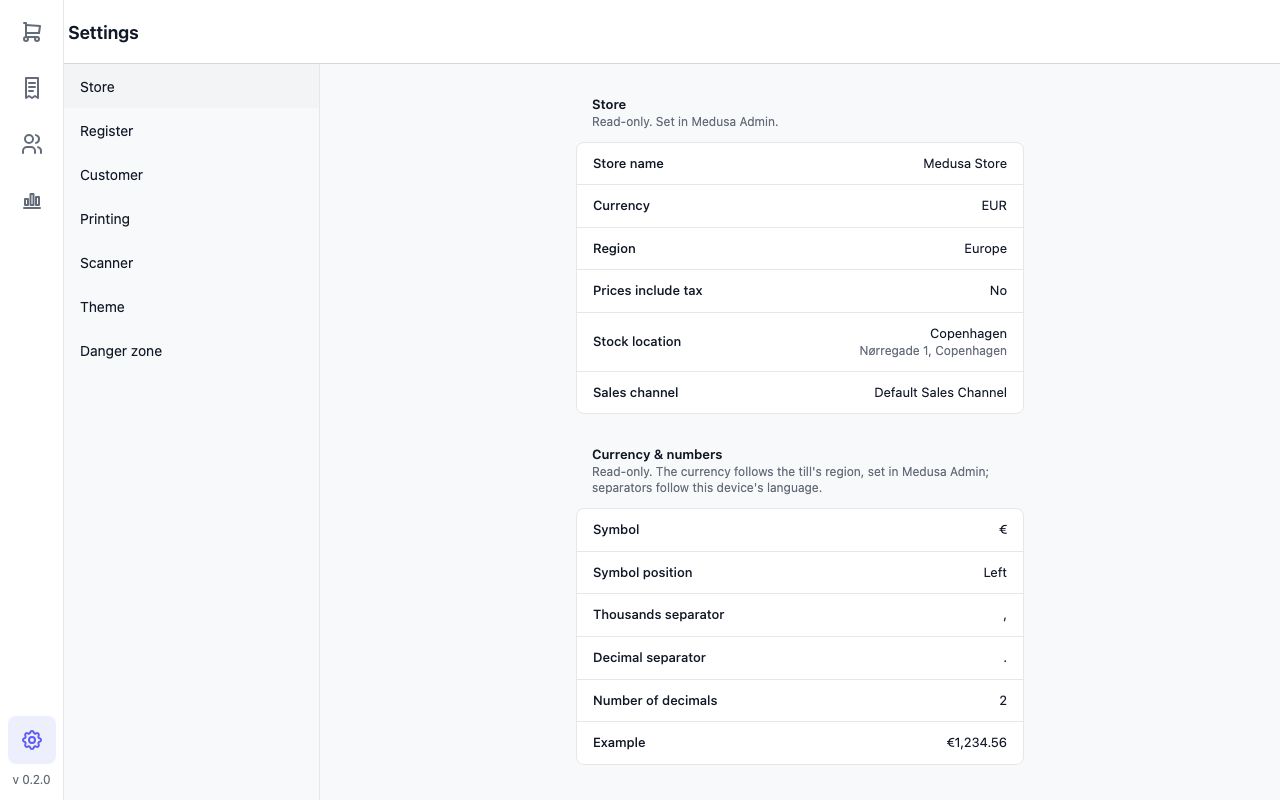 Settings
Store
Register
Customer
Printing
Scanner
Theme
Danger zone
v 0.2.0
Store
Read-only. Set in Medusa Admin.
Store name Medusa Store
Currency EUR
Region Europe
Prices include tax No
Stock location Copenhagen
Nørregade 1, Copenhagen
Sales channel Default Sales Channel
Currency & numbers
Read-only. The currency follows the till's region, set in Medusa Admin;
separators follow this device's language.
Symbol €
Symbol position Left
Thousands separator ,
Decimal separator .
Number of decimals 2
Example €1,234.56